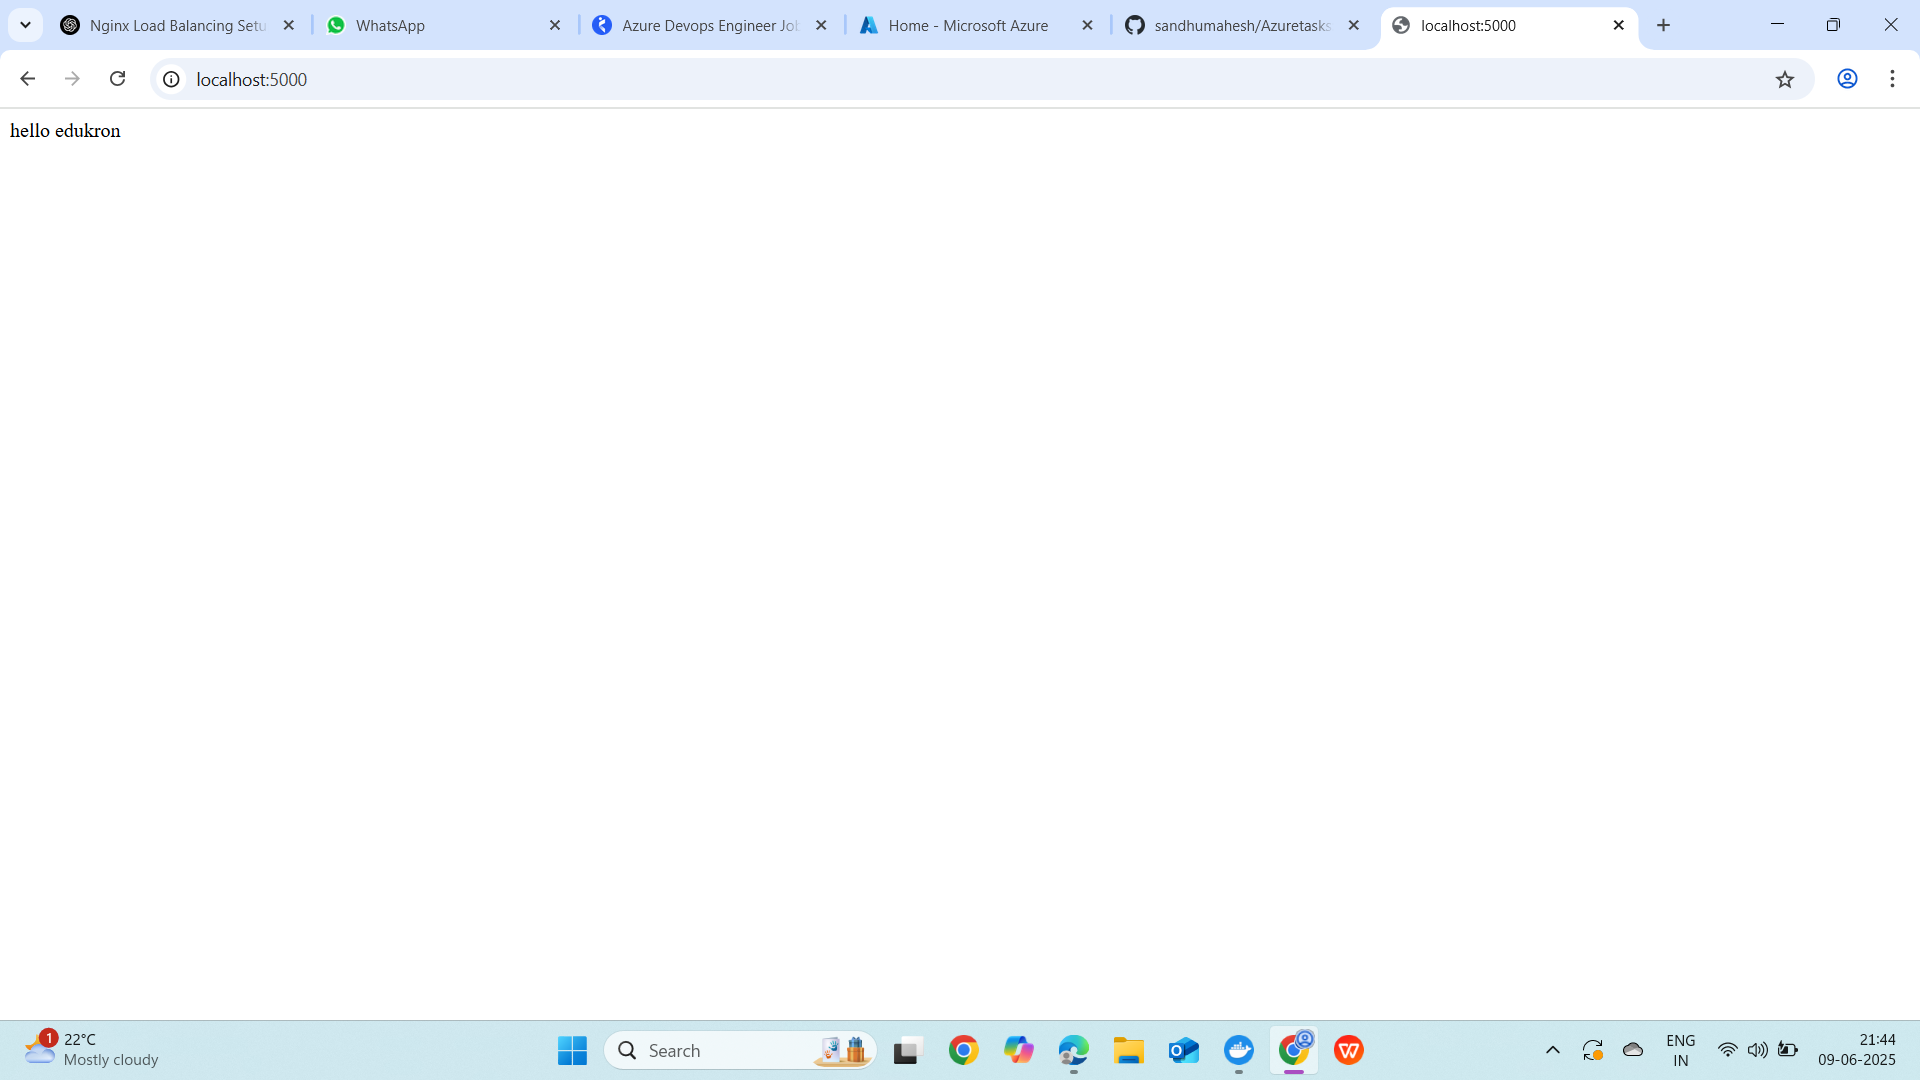 Nginx Load Balancing Setu
WhatsApp
Azure Devops Engineer Jo
Home - Microsoft Azure
sandhumahesh/Azuretasks
localhost:5000
localhost:5000
hello edukron
1
22°C
Mostly cloudy
Search
ENG
IN
21:44
09-06-2025